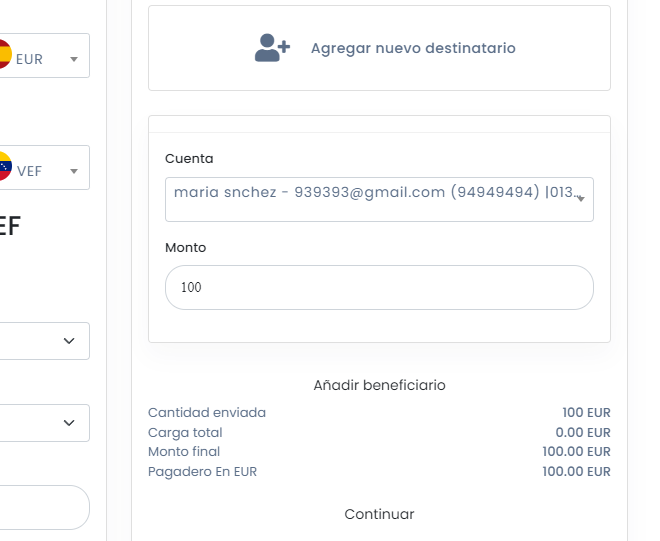 EUR
VEF
EF
Agregar nuevo destinatario
Cuenta
maria snchez - 939393@gmail.com (94949494) |013...
Monto
100
Añadir beneficiario
Cantidad enviada 100 EUR
Carga total 0.00 EUR
Monto final 100.00 EUR
Pagadero En EUR 100.00 EUR
Continuar